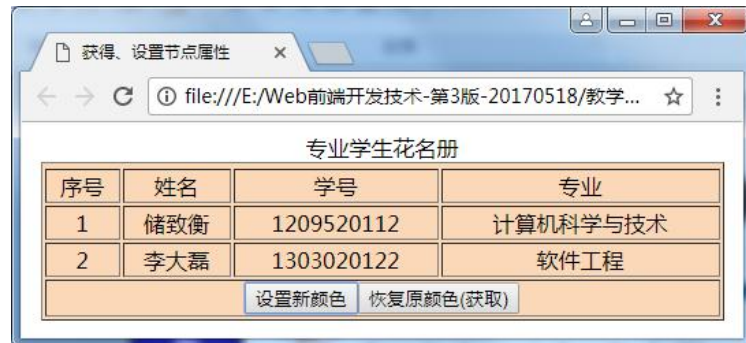 获得、设置节点属性
file:///E:/Web前端开发技术-第3版-20170518/教学...
专业学生花名册
序号 姓名 学号 专业
1 储致衡 1209520112 计算机科学与技术
2 李大磊 1303020122 软件工程
设置新颜色 恢复原颜色(获取)